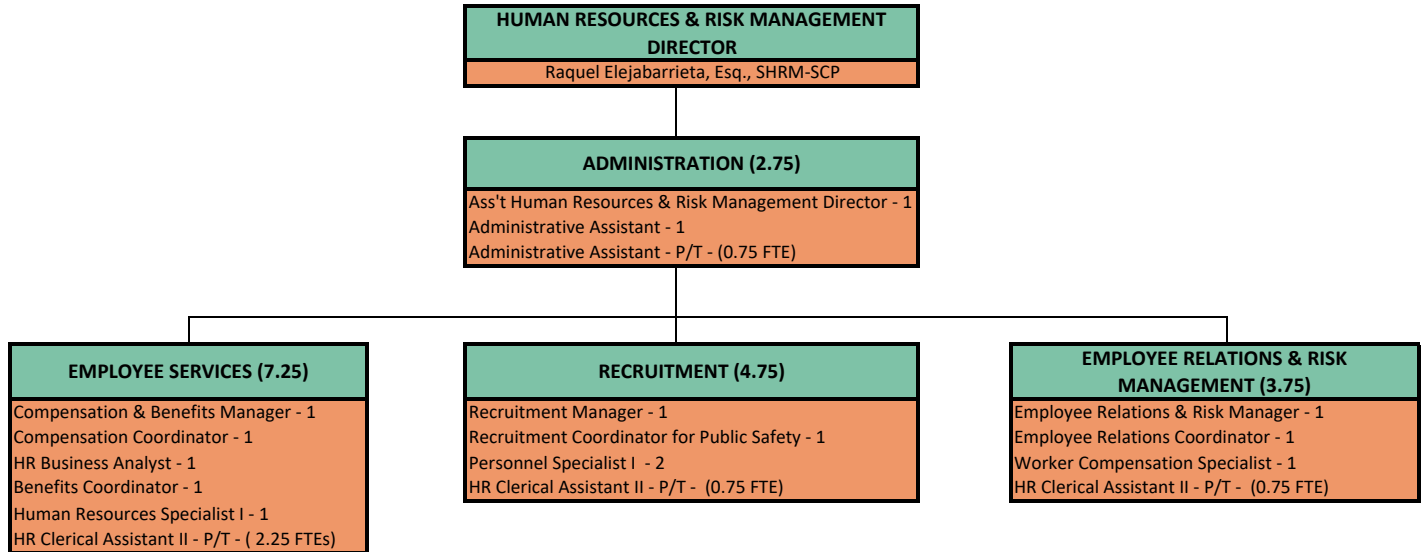 HUMAN RESOURCES & RISK MANAGEMENT
DIRECTOR
Raquel Elejabarrieta, Esq., SHRM-SCP
ADMINISTRATION (2.75)
Ass't Human Resources & Risk Management Director - 1
Administrative Assistant - 1
Administrative Assistant - P/T - (0.75 FTE)
EMPLOYEE SERVICES (7.25)
Compensation & Benefits Manager - 1
Compensation Coordinator - 1
HR Business Analyst - 1
Benefits Coordinator - 1
Human Resources Specialist I - 1
HR Clerical Assistant II - P/T - ( 2.25 FTEs)
RECRUITMENT (4.75)
Recruitment Manager - 1
Recruitment Coordinator for Public Safety - 1
Personnel Specialist I  - 2
HR Clerical Assistant II - P/T -  (0.75 FTE)
EMPLOYEE RELATIONS & RISK
MANAGEMENT (3.75)
Employee Relations & Risk Manager - 1
Employee Relations Coordinator - 1
Worker Compensation Specialist - 1
HR Clerical Assistant II - P/T -  (0.75 FTE)